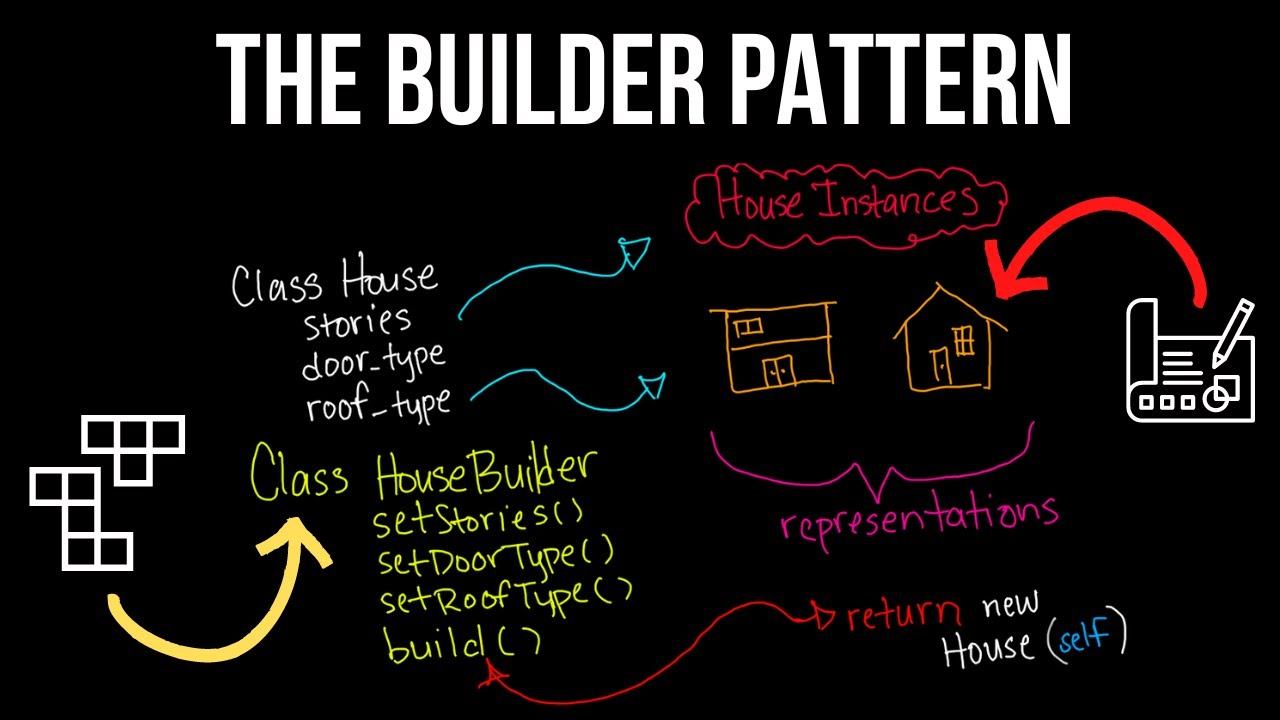 THE BUILDER PATTERN
House Instances
Class House
stories
door_type
roof_type
Class HouseBuilder
setStories()
setDoorType()
setRoofType()
build()
representations
return new
House(self)